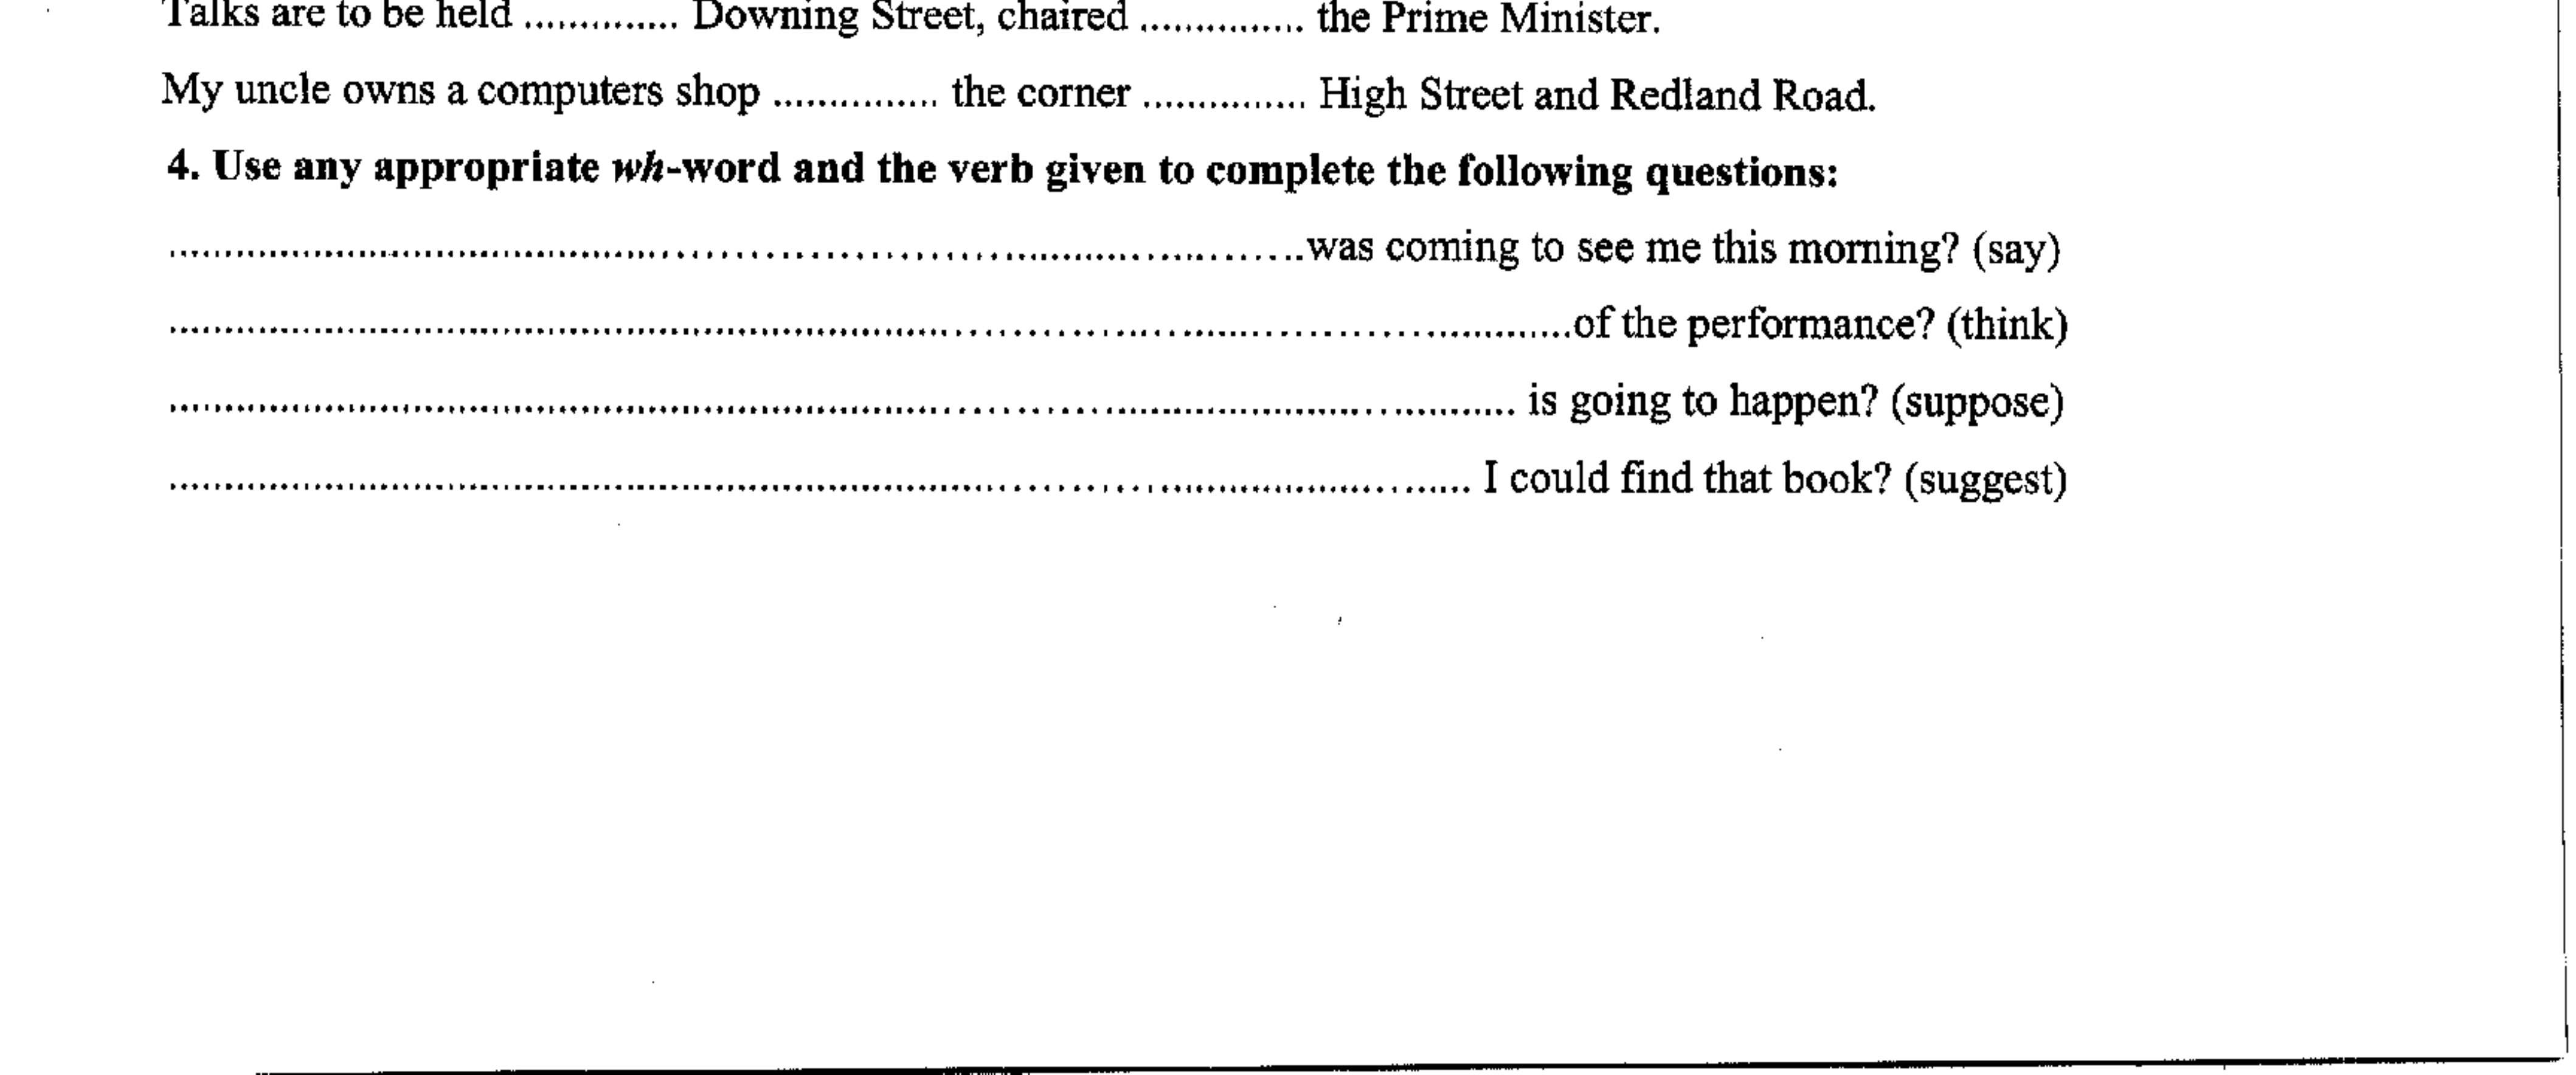 Talks are to be held .............. Downing Street, chaired ............... the Prime Minister.
My uncle owns a computers shop ............... the corner ............... High Street and Redland Road.
4. Use any appropriate wh-word and the verb given to complete the following questions:
..............................................................................................was coming to see me this morning? (say)
......................................................................................................................of the performance? (think)
................................................................................................................ is going to happen? (suppose)
............................................................................................................ I could find that book? (suggest)